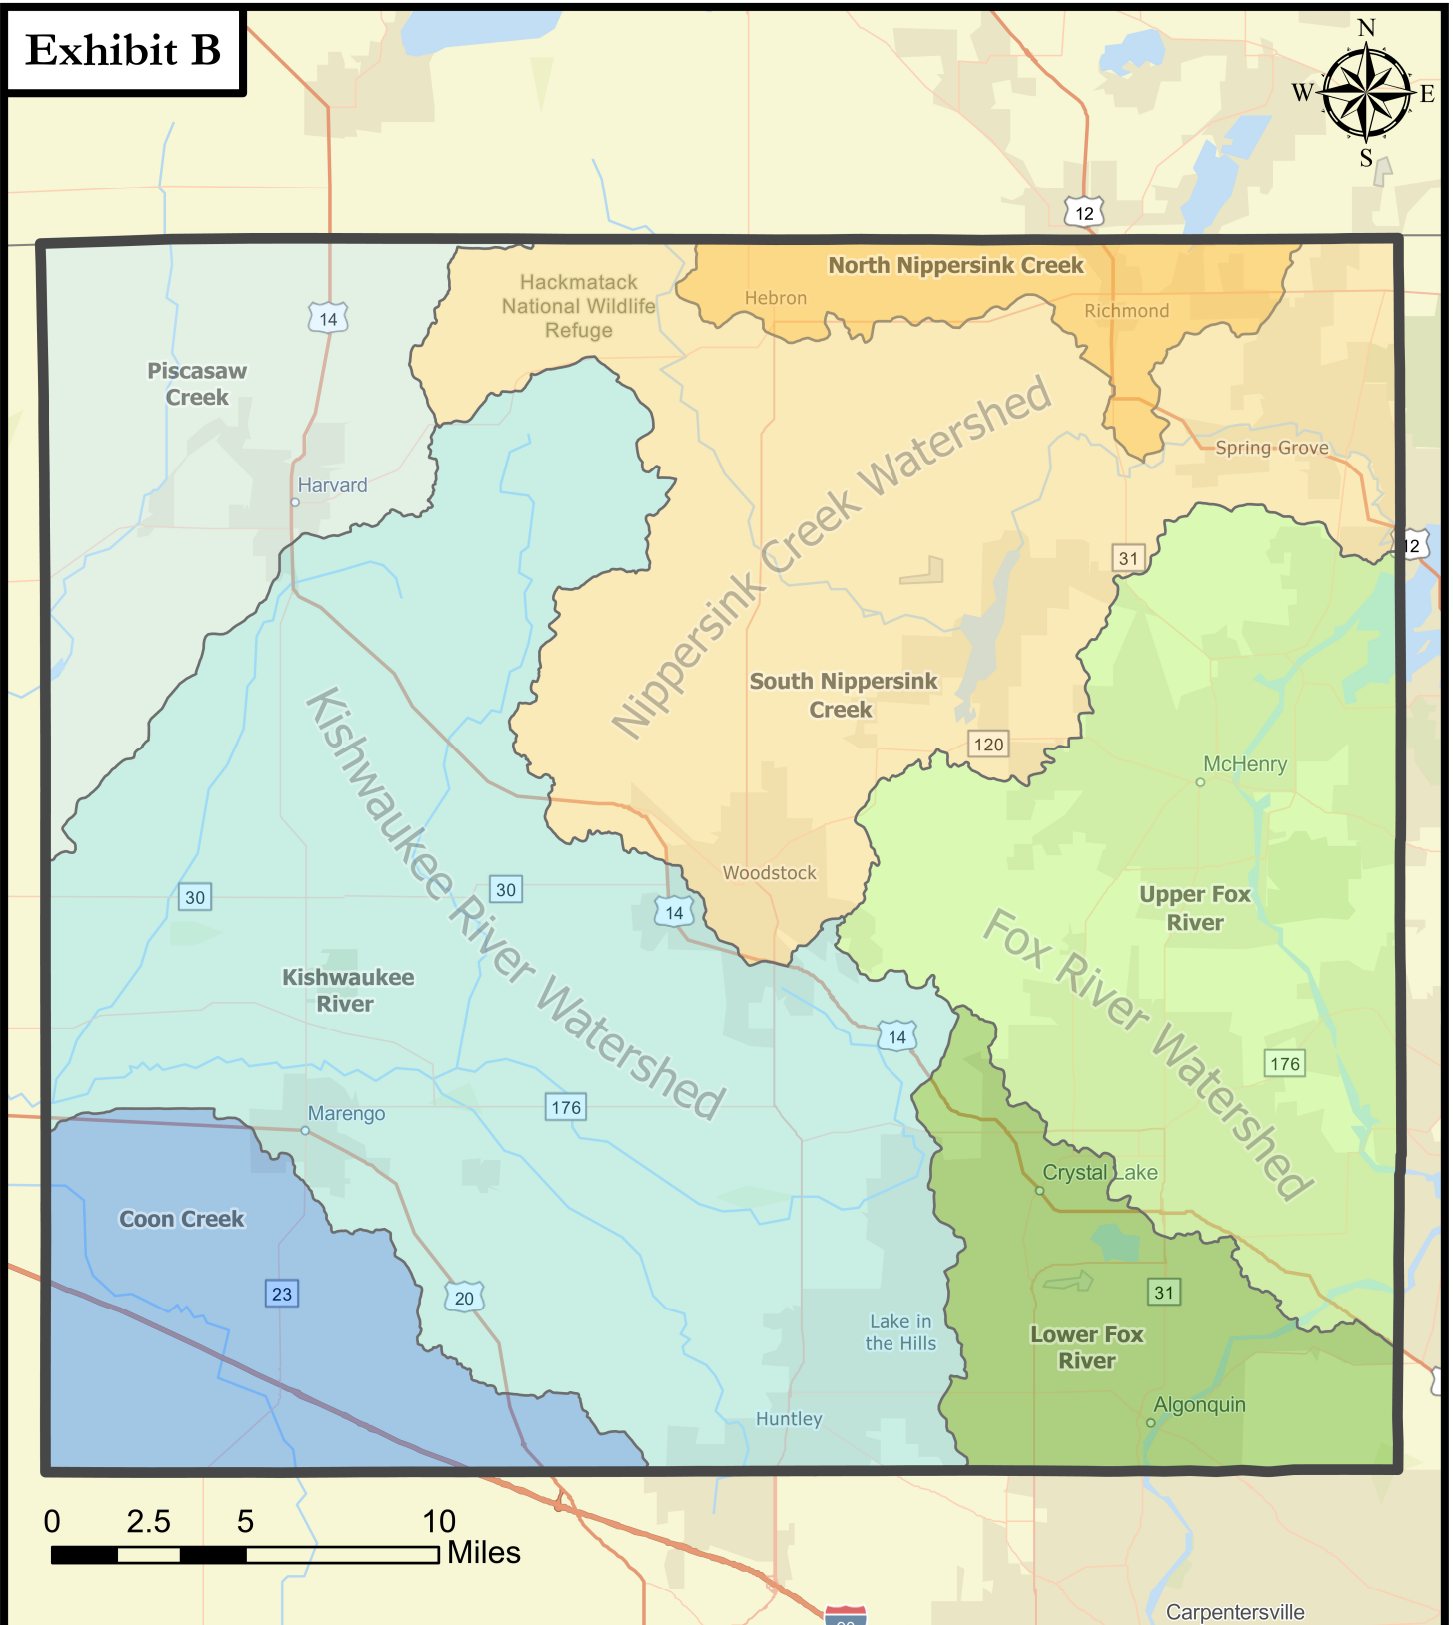 Exhibit B
N
W
E
S
12
North Nippersink Creek
Hackmatack
National Wildlife
Refuge
Hebron
Richmond
14
Piscasaw
Creek
Nippersink Creek Watershed
Spring Grove
Harvard
31
12
South Nippersink
Creek
120
McHenry
Kishwaukee River Watershed
Woodstock
30
30
14
Upper Fox
River
Fox River Watershed
Kishwaukee
River
14
176
Marengo
176
Crystal Lake
Coon Creek
23
20
31
Lake in
the Hills
Lower Fox
River
Huntley
Algonquin
0 2.5 5 10
Miles
Carpentersville